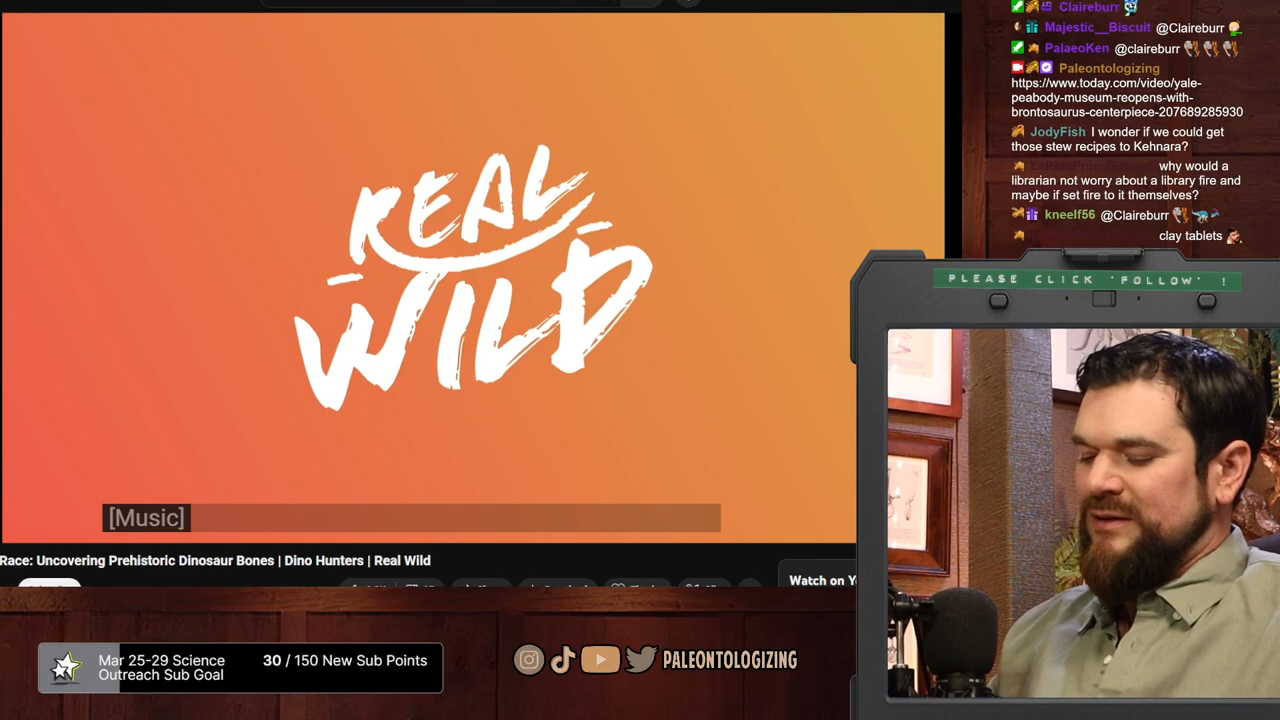 REAL
WILD
[Music]
Race: Uncovering Prehistoric Dinosaur Bones | Dino Hunters | Real Wild
Claireburr
Majestic__Biscuit @Claireburr
PalaeoKen @claireburr
Paleontologizing
https://www.today.com/video/yale-
peabody-museum-reopens-with-
brontosaurus-centerpiece-207689285930
JodyFish I wonder if we could get
those stew recipes to Kehnara?
why would a
librarian not worry about a library fire and
maybe if set fire to it themselves?
kneelf56 @Claireburr
clay tablets
PLEASE CLICK 'FOLLOW' !
Watch on
Mar 25-29 Science
Outreach Sub Goal
30 / 150 New Sub Points
PALEONTOLOGIZING